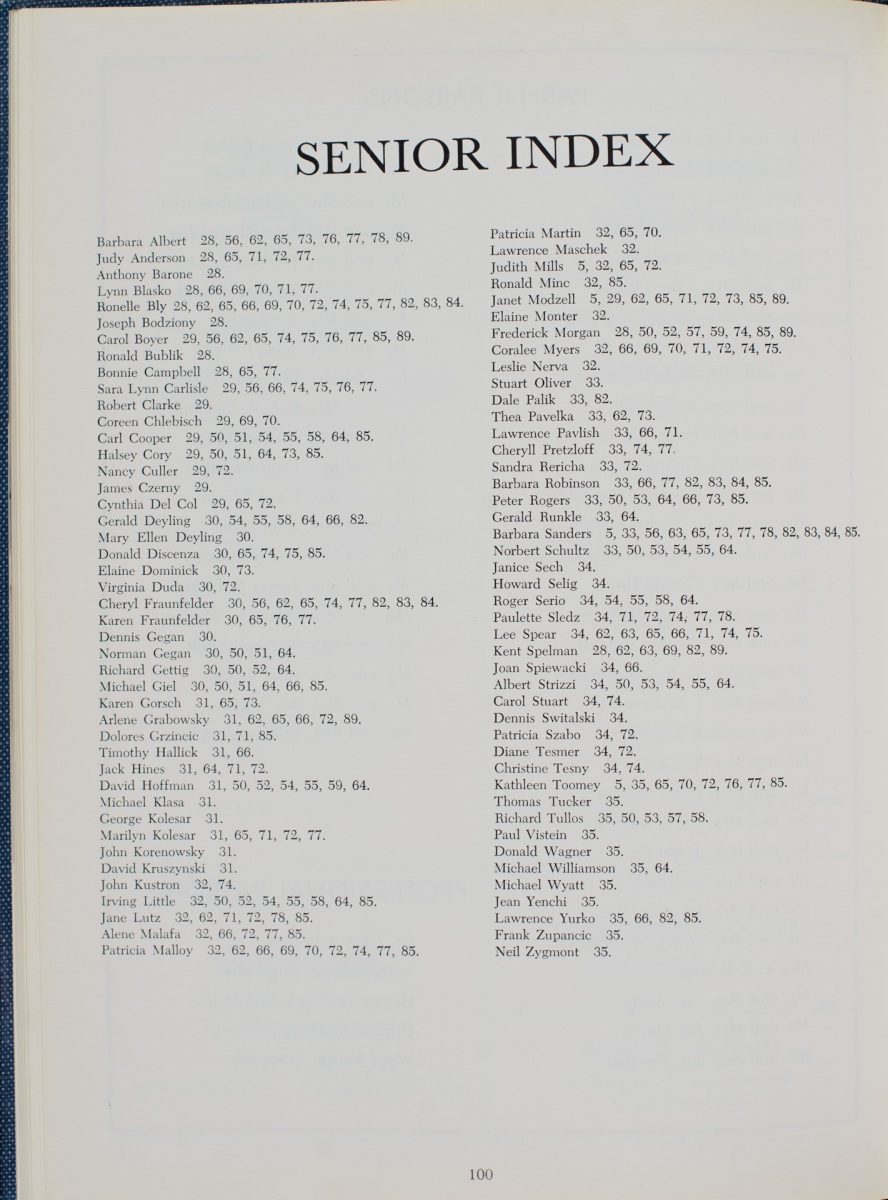 SENIOR INDEX
Barbara Albert 28, 56, 62, 65, 73, 76, 77, 78, 89.
Judy Anderson 28, 65, 71, 72, 77.
Anthony Barone 28.
Lynn Blasko 28, 66, 69, 70, 71, 77.
Ronelle Bly 28, 62, 65, 66, 69, 70, 72, 74, 75, 77, 82, 83, 84.
Joseph Bodziony 28.
Carol Boyer 29, 56, 62, 65, 74, 75, 76, 77, 85, 89.
Ronald Bublik 28.
Bonnie Campbell 28, 65, 77.
Sara Lynn Carlisle 29, 56, 66, 74, 75, 76, 77.
Robert Clarke 29.
Coreen Chlebisch 29, 69, 70.
Carl Cooper 29, 50, 51, 54, 55, 58, 64, 85.
Halsey Cory 29, 50, 51, 64, 73, 85.
Nancy Culler 29, 72.
James Czerny 29.
Cynthia Del Col 29, 65, 72.
Gerald Deyling 30, 54, 55, 58, 64, 66, 82.
Mary Ellen Deyling 30.
Donald Discenza 30, 65, 74, 75, 85.
Elaine Dominick 30, 73.
Virginia Duda 30, 72.
Cheryl Fraunfelder 30, 56, 62, 65, 74, 77, 82, 83, 84.
Karen Fraunfelder 30, 65, 76, 77.
Dennis Gegan 30.
Norman Gegan 30, 50, 51, 64.
Richard Gettig 30, 50, 52, 64.
Michael Giel 30, 50, 51, 64, 66, 85.
Karen Gorsch 31, 65, 73.
Arlene Grabowsky 31, 62, 65, 66, 72, 89.
Dolores Grzincic 31, 71, 85.
Timothy Hallick 31, 66.
Jack Hines 31, 64, 71, 72.
David Hoffman 31, 50, 52, 54, 55, 59, 64.
Michael Klasa 31.
George Kolesar 31.
Marilyn Kolesar 31, 65, 71, 72, 77.
John Korenowsky 31.
David Kruszynski 31.
John Kustron 32, 74.
Irving Little 32, 50, 52, 54, 55, 58, 64, 85.
Jane Lutz 32, 62, 71, 72, 78, 85.
Alene Malafa 32, 66, 72, 77, 85.
Patricia Malloy 32, 62, 66, 69, 70, 72, 74, 77, 85.
Patricia Martin 32, 65, 70.
Lawrence Maschek 32.
Judith Mills 5, 32, 65, 72.
Ronald Minc 32, 85.
Janet Modzell 5, 29, 62, 65, 71, 72, 73, 85, 89.
Elaine Monter 32.
Frederick Morgan 28, 50, 52, 57, 59, 74, 85, 89.
Coralee Myers 32, 66, 69, 70, 71, 72, 74, 75.
Leslie Nerva 32.
Stuart Oliver 33.
Dale Palik 33, 82.
Thea Pavelka 33, 62, 73.
Lawrence Pavlish 33, 66, 71.
Cheryll Pretzloff 33, 74, 77.
Sandra Rericha 33, 72.
Barbara Robinson 33, 66, 77, 82, 83, 84, 85.
Peter Rogers 33, 50, 53, 64, 66, 73, 85.
Gerald Runkle 33, 64.
Barbara Sanders 5, 33, 56, 63, 65, 73, 77, 78, 82, 83, 84, 85.
Norbert Schultz 33, 50, 53, 54, 55, 64.
Janice Sech 34.
Howard Selig 34.
Roger Serio 34, 54, 55, 58, 64.
Paulette Sledz 34, 71, 72, 74, 77, 78.
Lee Spear 34, 62, 63, 65, 66, 71, 74, 75.
Kent Spelman 28, 62, 63, 69, 82, 89.
Joan Spiewacki 34, 66.
Albert Strizzi 34, 50, 53, 54, 55, 64.
Carol Stuart 34, 74.
Dennis Switalski 34.
Patricia Szabo 34, 72.
Diane Tesmer 34, 72.
Christine Tesny 34, 74.
Kathleen Toomey 5, 35, 65, 70, 72, 76, 77, 85.
Thomas Tucker 35.
Richard Tullos 35, 50, 53, 57, 58.
Paul Vistein 35.
Donald Wagner 35.
Michael Williamson 35, 64.
Michael Wyatt 35.
Jean Yenchi 35.
Lawrence Yurko 35, 66, 82, 85.
Frank Zupancic 35.
Neil Zygmont 35.
100